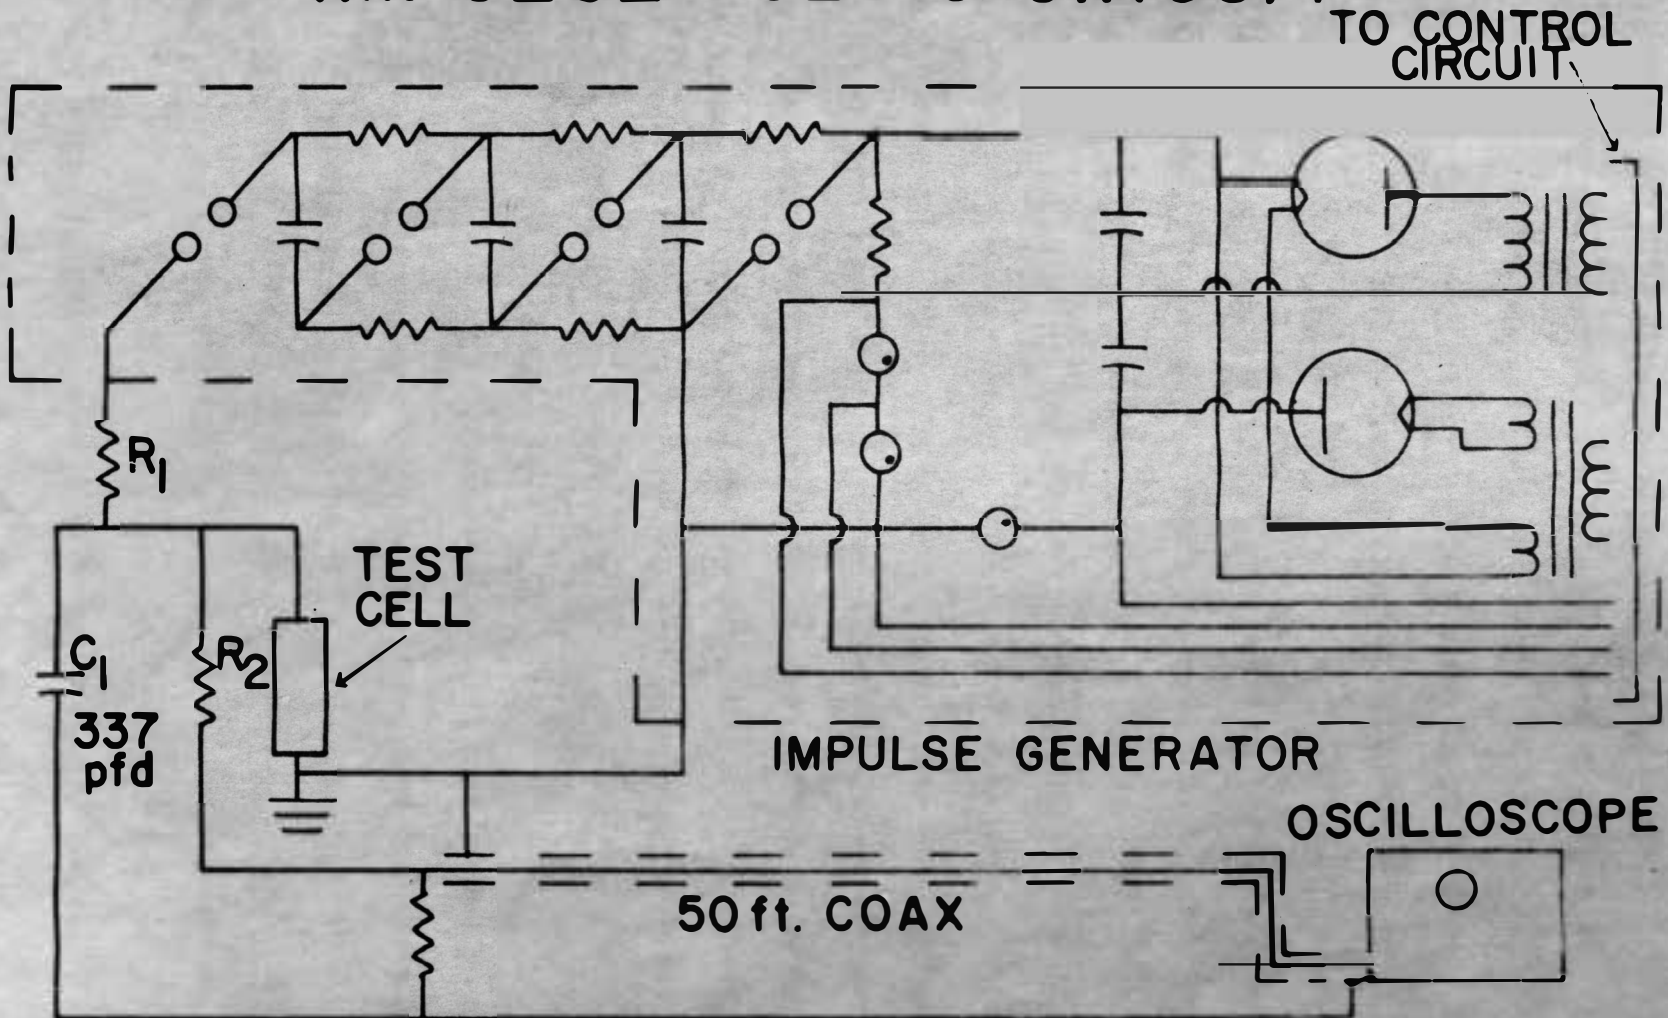 TO CONTROL
CIRCUIT
R1
TEST
CELL
C1
R2
337
pfd
IMPULSE GENERATOR
OSCILLOSCOPE
50 ft. COAX